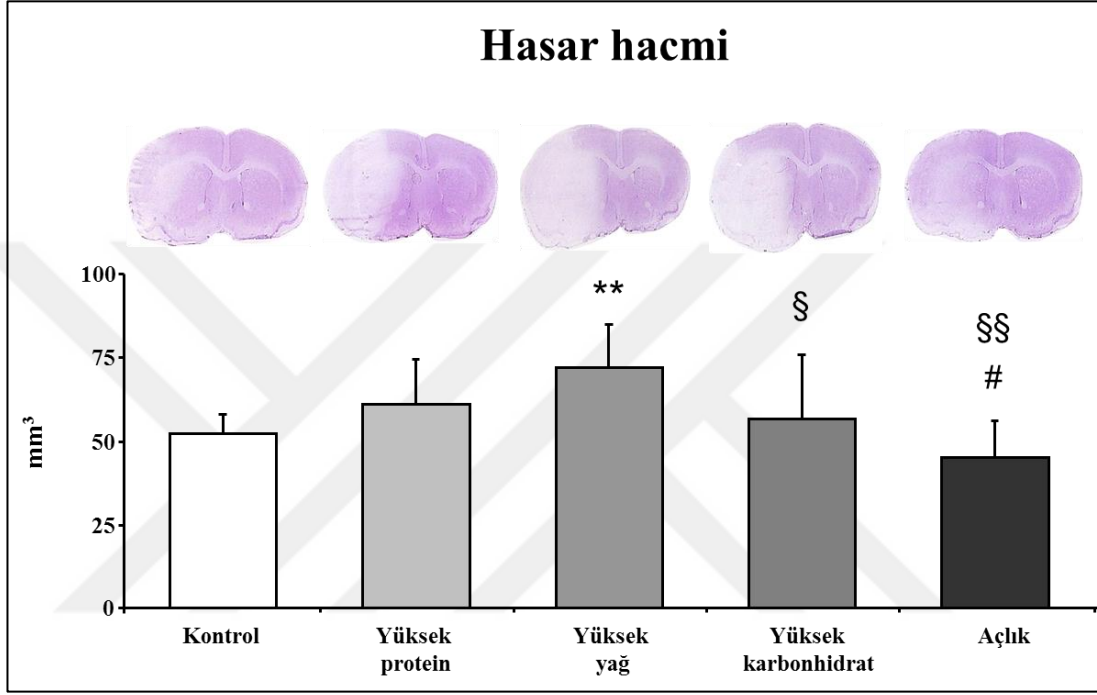 Hasar hacmi
100
**
§
§§
#
75
mm³
50
25
0
Kontrol
Yüksek
protein
Yüksek
yağ
Yüksek
karbonhidrat
Açlık